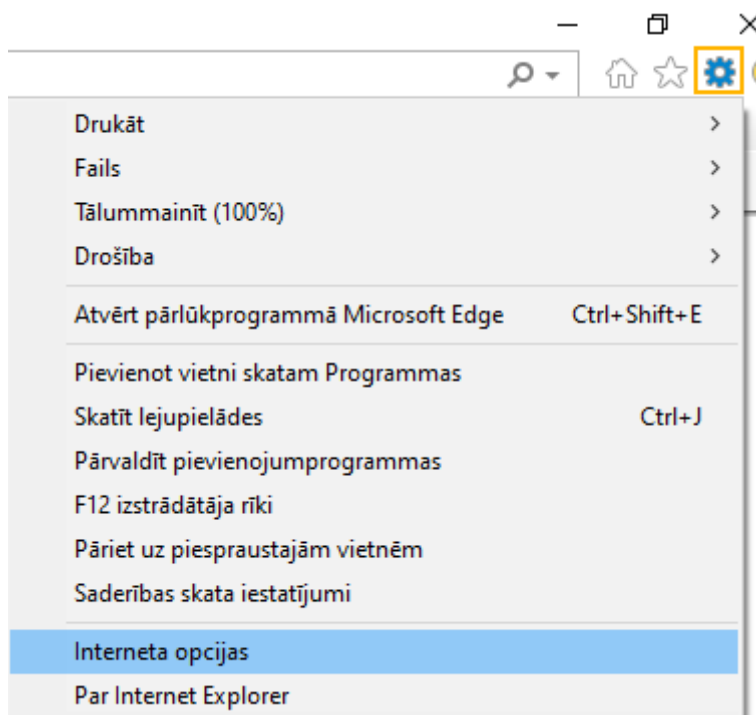 Drukāt
Fails
Tālummainīt (100%)
Drošība
Atvērt pārlūkprogrammā Microsoft Edge Ctrl+Shift+E
Pievienot vietni skatam Programmas
Skatīt lejupielādes Ctrl+J
Pārvaldīt pievienojumprogrammas
F12 izstrādātāja rīki
Pāriet uz piespraustajām vietnēm
Saderības skata iestatījumi
Interneta opcijas
Par Internet Explorer